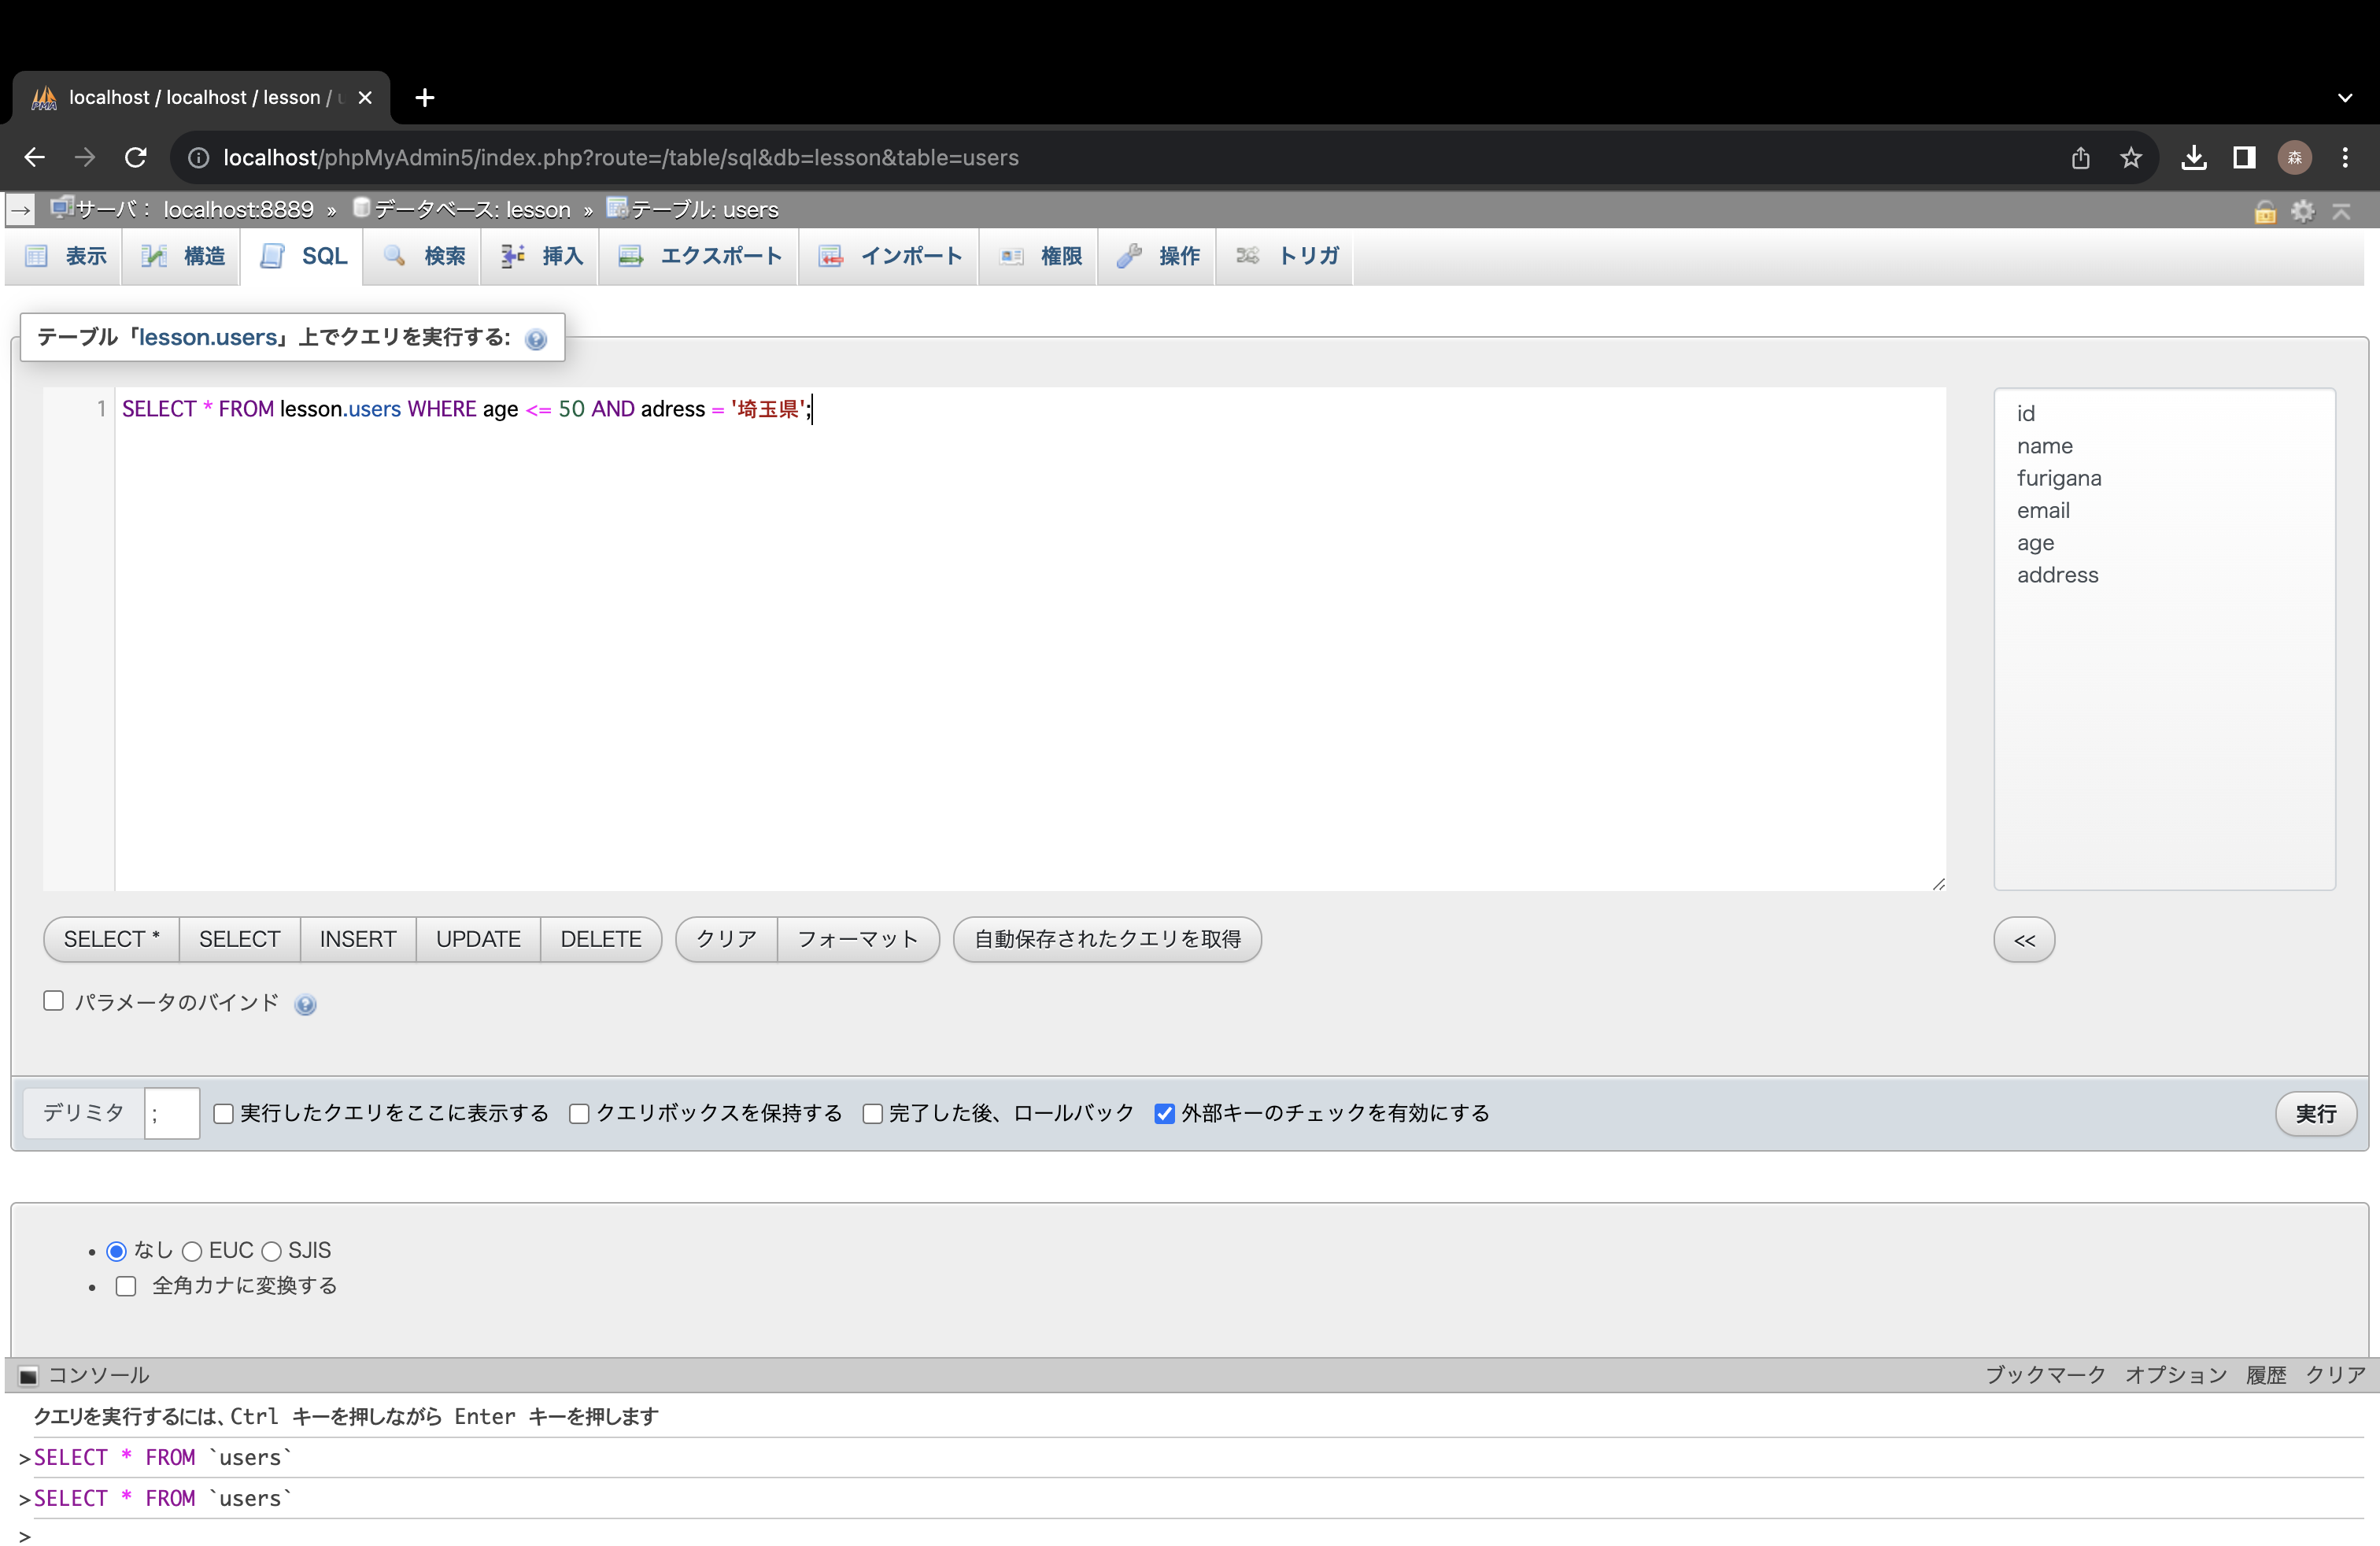 localhost / localhost / lesson /
localhost/phpMyAdmin5/index.php?route=/table/sql&db=lesson&table=users
森
サーバ： localhost:8889 » データベース: lesson » テーブル: users
表示 構造 SQL 検索 挿入 エクスポート インポート 権限 操作 トリガ
テーブル「lesson.users」上でクエリを実行する:
1 SELECT * FROM lesson.users WHERE age <= 50 AND adress = '埼玉県';
id
name
furigana
email
age
address
SELECT * SELECT INSERT UPDATE DELETE クリア フォーマット 自動保存されたクエリを取得 <<
パラメータのバインド
デリミタ ; 実行したクエリをここに表示する クエリボックスを保持する 完了した後、ロールバック 外部キーのチェックを有効にする 実行
• なし EUC SJIS
• 全角カナに変換する
コンソール ブックマーク オプション 履歴 クリア
クエリを実行するには、Ctrl キーを押しながら Enter キーを押します
>SELECT * FROM `users`
>SELECT * FROM `users`
>